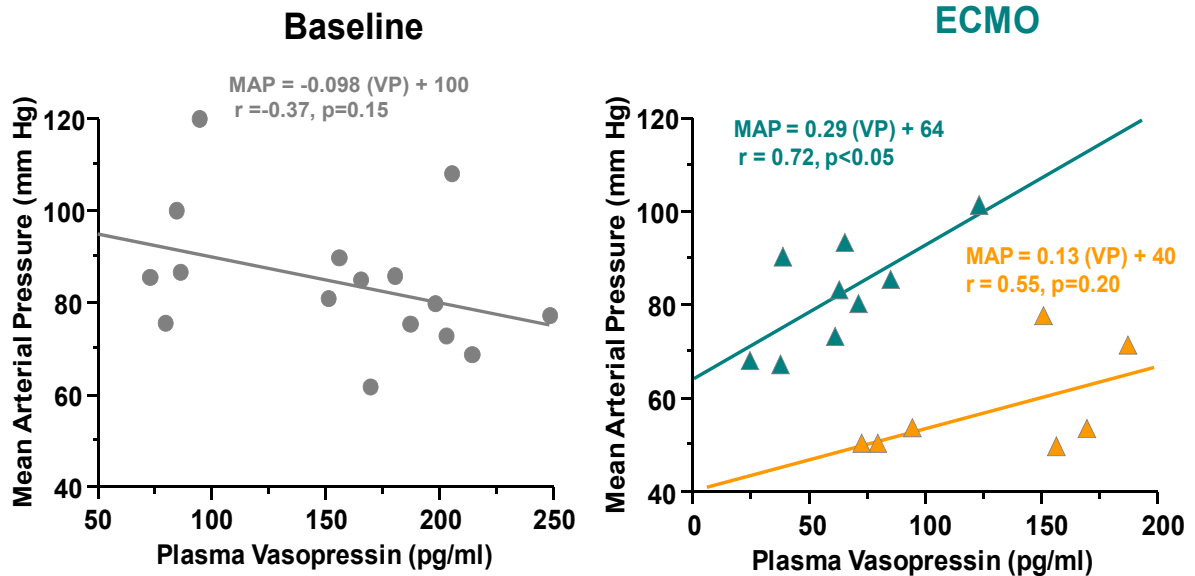 Baseline
MAP = -0.098 (VP) + 100
r =-0.37, p=0.15
Mean Arterial Pressure (mm Hg)
120
100
80
60
40
50
100
150
200
250
Plasma Vasopressin (pg/ml)
ECMO
MAP = 0.29 (VP) + 64
r = 0.72, p<0.05
MAP = 0.13 (VP) + 40
r = 0.55, p=0.20
Mean Arterial Pressure (mm Hg)
120
100
80
60
40
0
50
100
150
200
Plasma Vasopressin (pg/ml)